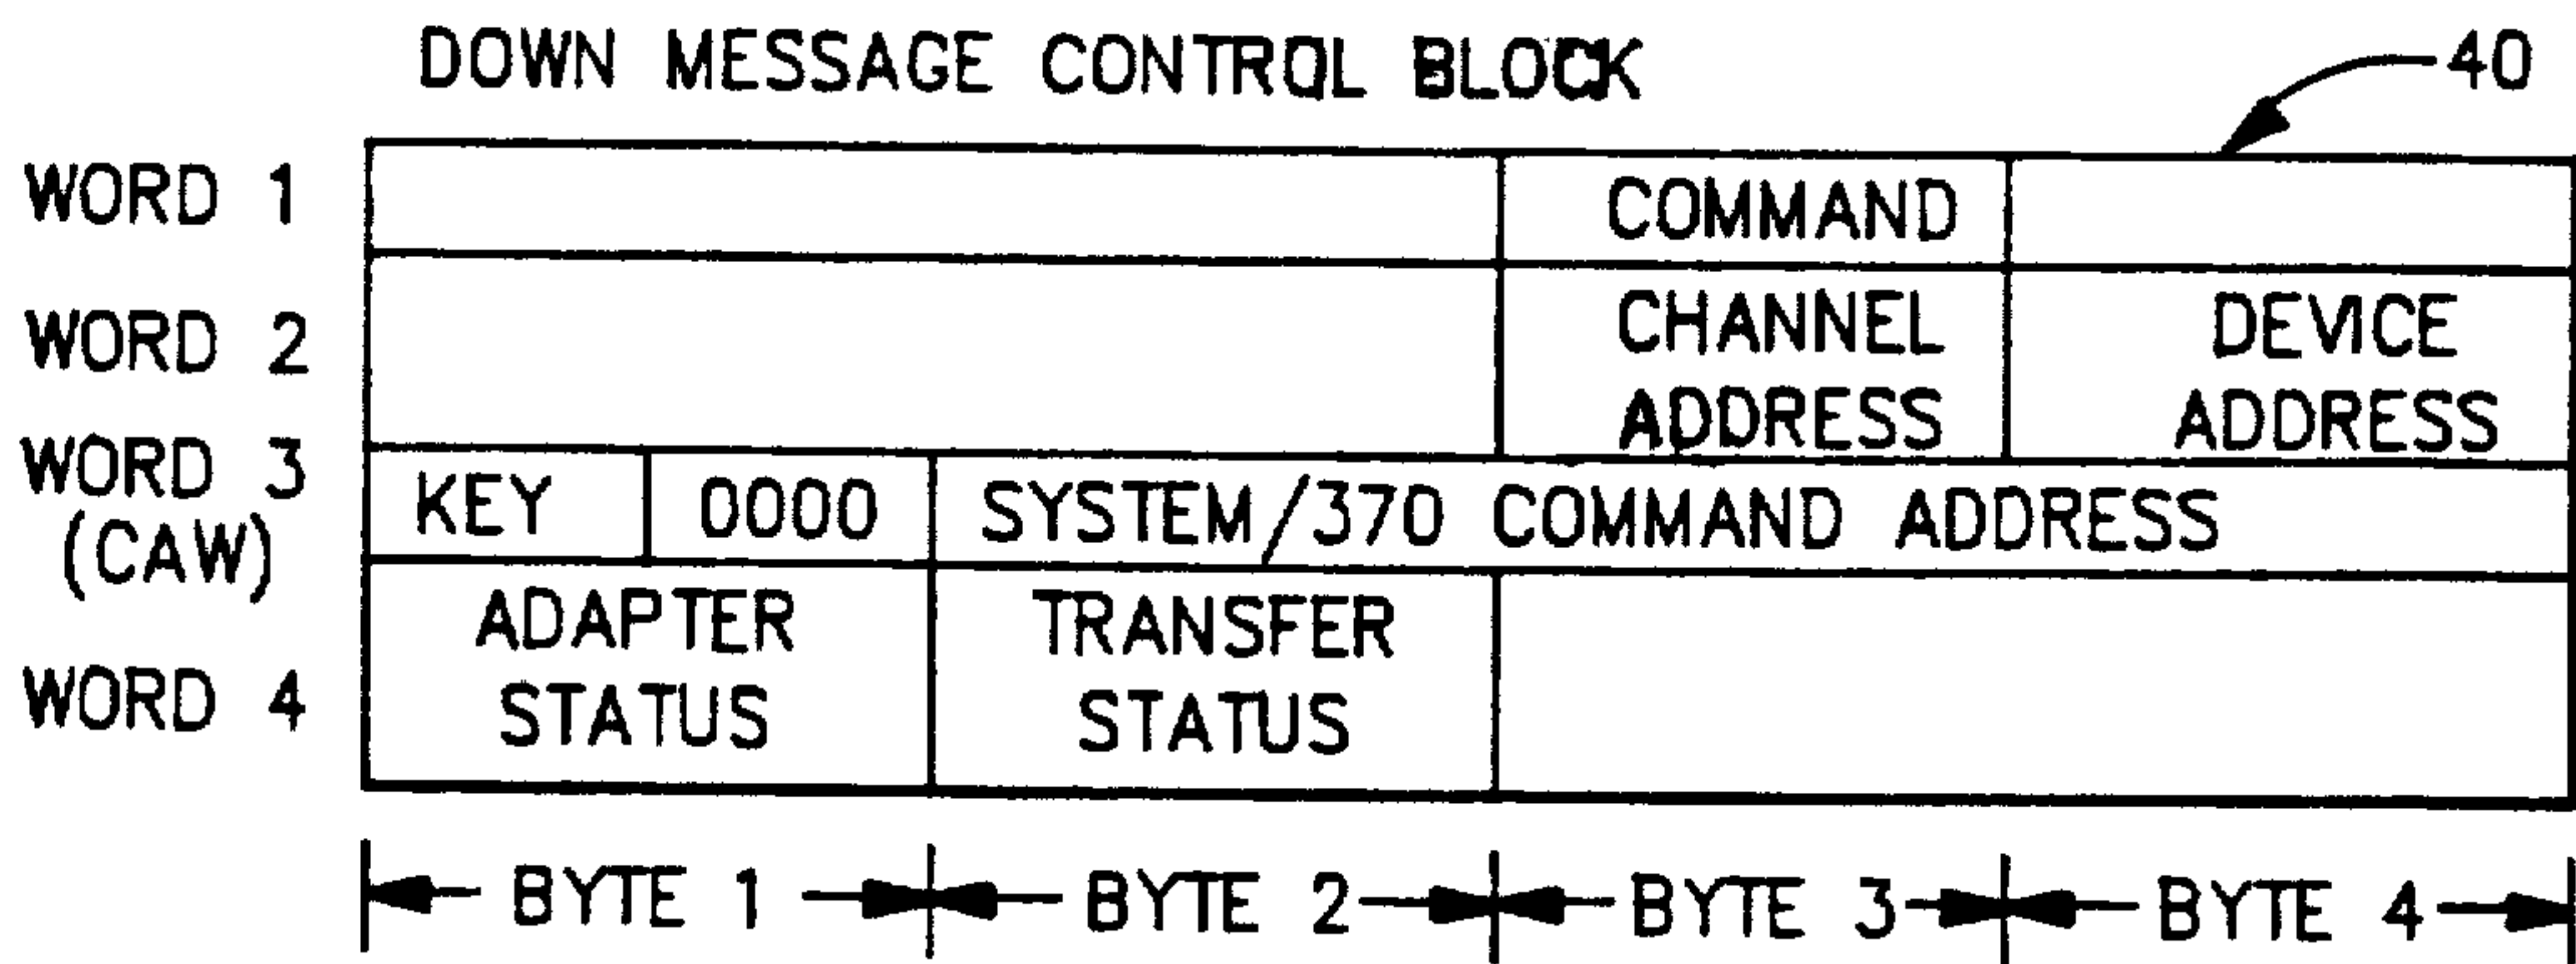 DOWN MESSAGE CONTROL BLOCK
40
WORD 1
COMMAND
WORD 2
CHANNEL
ADDRESS
DEVICE
ADDRESS
WORD 3
(CAW)
KEY
0000
SYSTEM/370 COMMAND ADDRESS
WORD 4
ADAPTER
STATUS
TRANSFER
STATUS
BYTE 1
BYTE 2
BYTE 3
BYTE 4